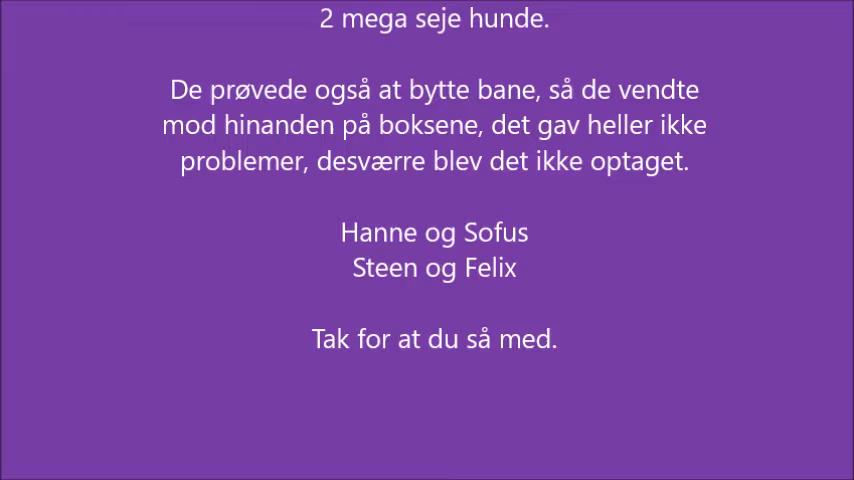 2 mega seje hunde.
De prøvede også at bytte bane, så de vendte
mod hinanden på boksene, det gav heller ikke
problemer, desværre blev det ikke optaget.
Hanne og Sofus
Steen og Felix
Tak for at du så med.